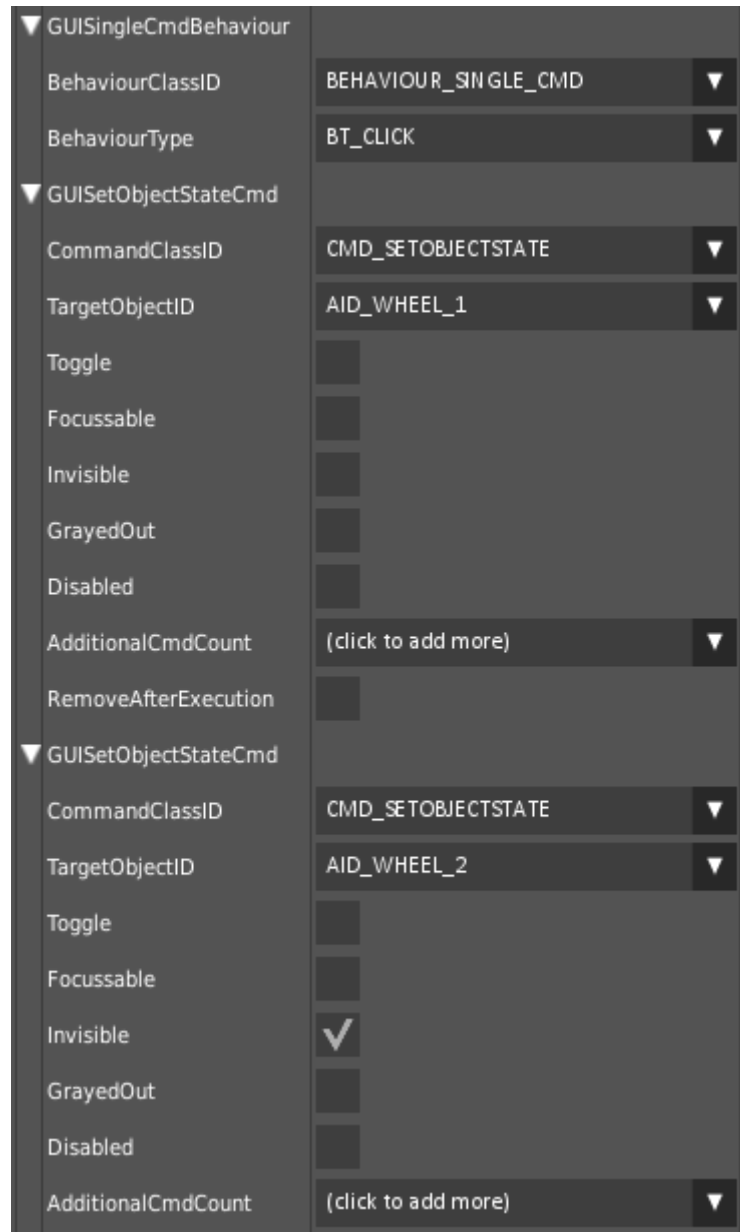 GUISingleCmdBehaviour
BehaviourClassID BEHAVIOUR_SINGLE_CMD
BehaviourType BT_CLICK
GUISetObjectStateCmd
CommandClassID CMD_SETOBJECTSTATE
TargetObjectID AID_WHEEL_1
Toggle
Focussable
Invisible
GrayedOut
Disabled
AdditionalCmdCount (click to add more)
RemoveAfterExecution
GUISetObjectStateCmd
CommandClassID CMD_SETOBJECTSTATE
TargetObjectID AID_WHEEL_2
Toggle
Focussable
Invisible
GrayedOut
Disabled
AdditionalCmdCount (click to add more)